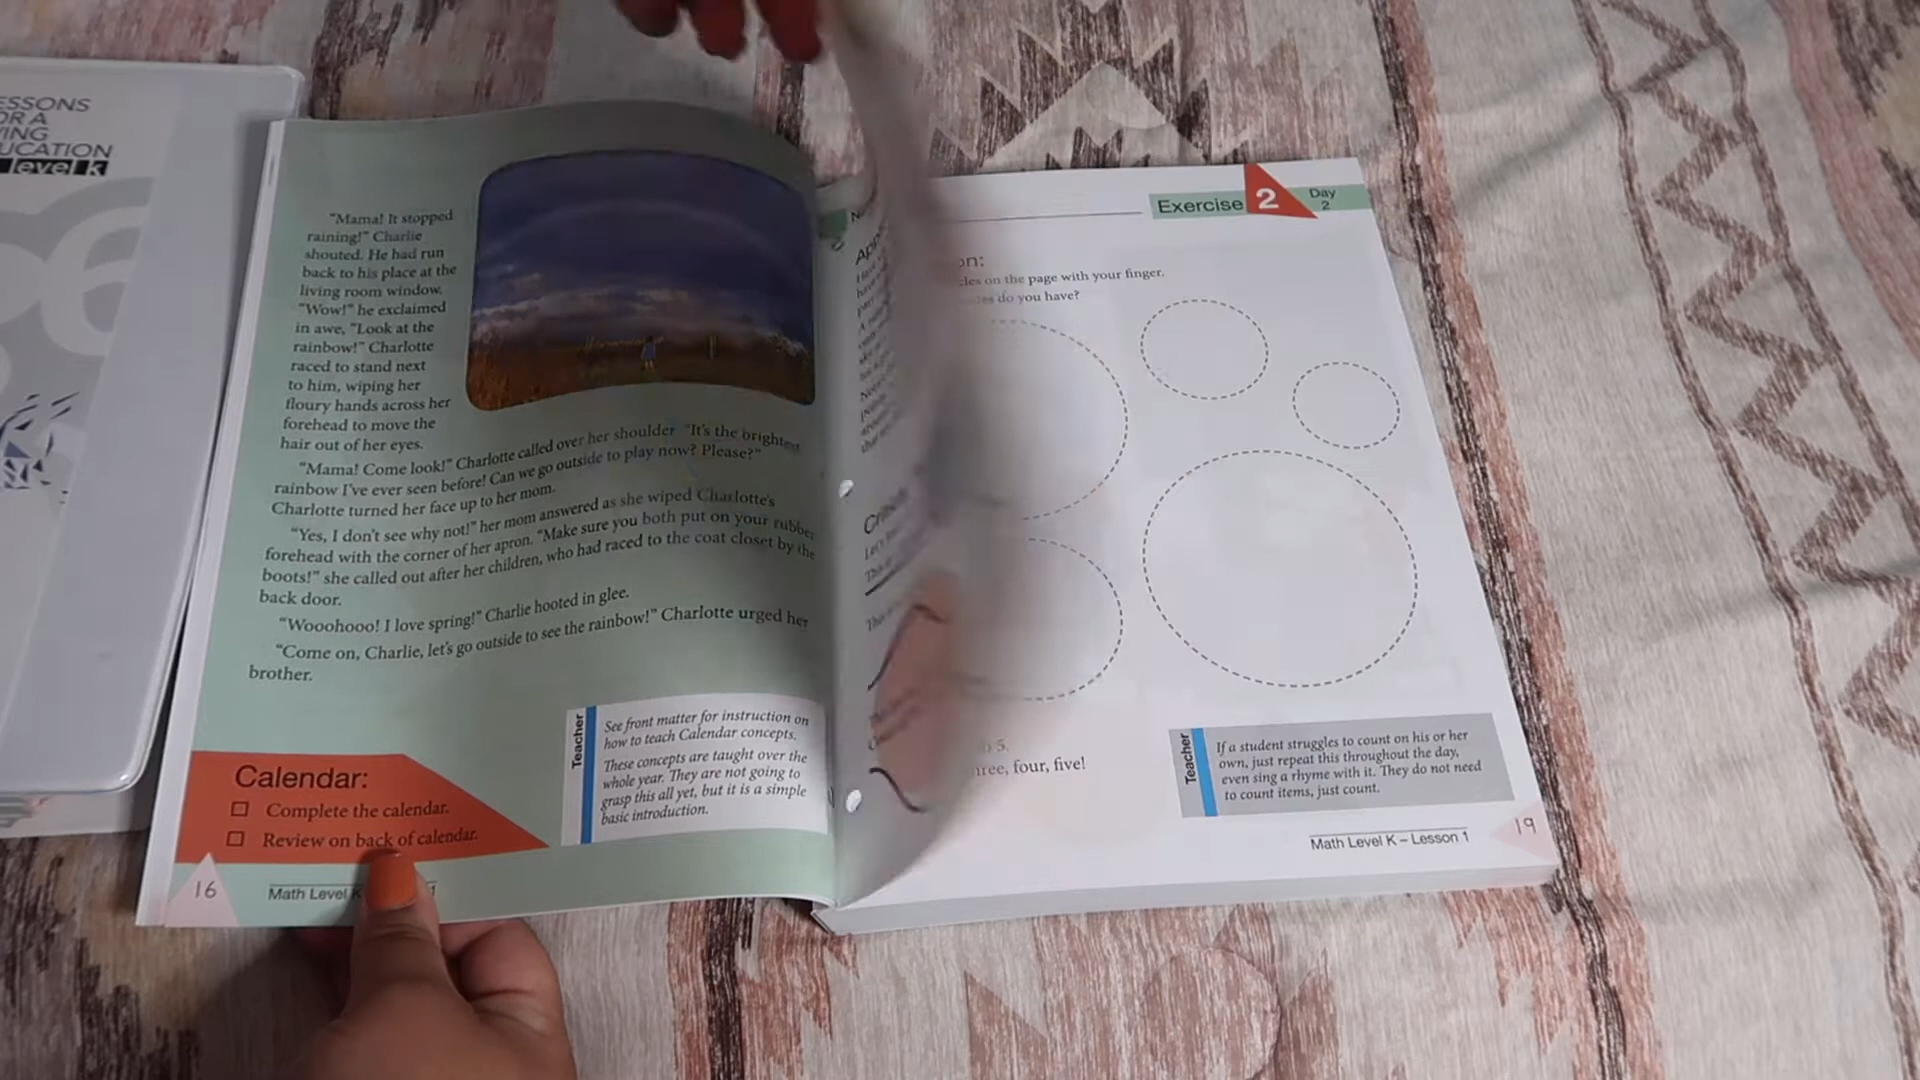 ESSONS
OR A
VING
UCATION
level k
"Mama! It stopped
raining!" Charlie
shouted. He had run
back to his place at the
living room window.
"Wow!" he exclaimed
in awe, "Look at the
rainbow!" Charlotte
raced to stand next
to him, wiping her
floury hands across her
forehead to move the
hair out of her eyes.
"Mama! Come look!" Charlotte called over her shoulder "It's the brightest
rainbow I've ever seen before! Can we go outside to play now? Please?"
Charlotte turned her face up to her mom.
"Yes, I don't see why not!" her mom answered as she wiped Charlotte's
forehead with the corner of her apron. "Make sure you both put on your rubber
boots!" she called out after her children, who had raced to the coat closet by the
back door.
"Wooohooo! I love spring!" Charlie hooted in glee.
"Come on, Charlie, let's go outside to see the rainbow!" Charlotte urged her
brother.
Teacher
See front matter for instruction on
how to teach Calendar concepts.
These concepts are taught over the
whole year. They are not going to
grasp this all yet, but it is a simple
basic introduction.
Calendar:
Complete the calendar.
Review on back of calendar.
16
Math Level K
1
Exercise 2 Day
2
on:
cles on the page with your finger.
do you have?
5.
hree, four, five!
Teacher
If a student struggles to count on his or her
own, just repeat this throughout the day,
even sing a rhyme with it. They do not need
to count items, just count.
Math Level K – Lesson 1
19